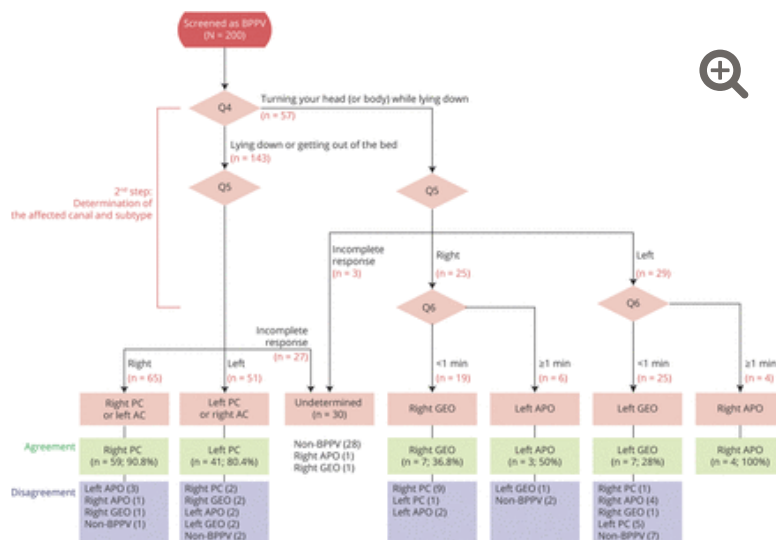 Screened as BPPV
(N = 200)
Q4
Turning your head (or body) while lying down
(n = 57)
Lying down or getting out of the bed
(n = 143)
Q5
Q5
2nd step:
Determination of
the affected canal and subtype
Incomplete
response
(n = 3)
Right
(n = 25)
Left
(n = 29)
Q6
Q6
Incomplete
response
(n = 27)
Right
(n = 65)
Left
(n = 51)
<1 min
(n = 19)
≥1 min
(n = 6)
<1 min
(n = 25)
≥1 min
(n = 4)
Right PC
or left AC
Left PC
or right AC
Undetermined
(n = 30)
Right GEO
Left APO
Left GEO
Right APO
Agreement
Right PC
(n = 59; 90.8%)
Left PC
(n = 41; 80.4%)
Non-BPPV (28)
Right APO (1)
Right GEO (1)
Right GEO
(n = 7; 36.8%)
Left APO
(n = 3; 50%)
Left GEO
(n = 7; 28%)
Right APO
(n = 4; 100%)
Disagreement
Left APO (3)
Right APO (1)
Right GEO (1)
Non-BPPV (1)
Right PC (2)
Right GEO (2)
Left APO (2)
Left GEO (2)
Non-BPPV (2)
Right PC (9)
Left PC (1)
Left APO (2)
Left GEO (1)
Non-BPPV (2)
Right PC (1)
Right APO (4)
Right GEO (1)
Left PC (5)
Non-BPPV (7)